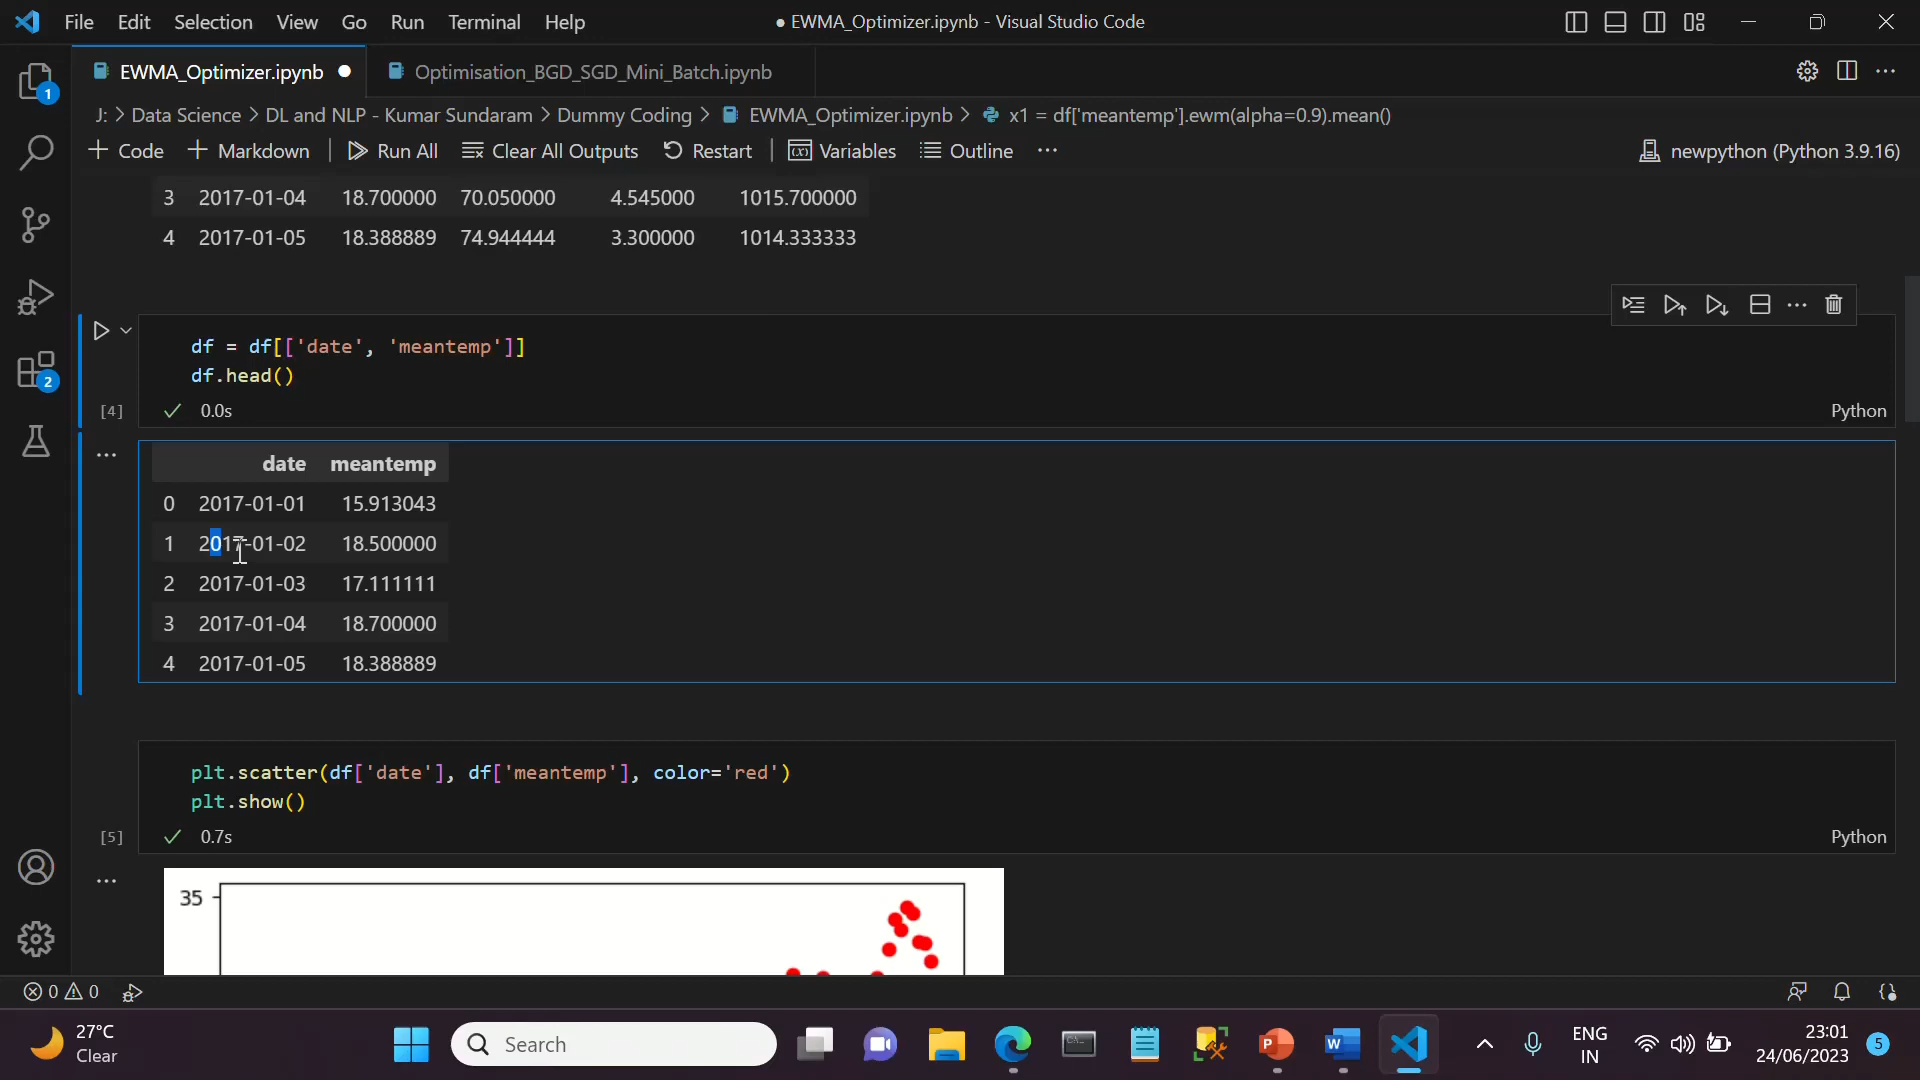 File Edit Selection View Go Run Terminal Help ● EWMA_Optimizer.ipynb - Visual Studio Code
EWMA_Optimizer.ipynb ● Optimisation_BGD_SGD_Mini_Batch.ipynb
1
J: > Data Science > DL and NLP - Kumar Sundaram > Dummy Coding > EWMA_Optimizer.ipynb > x1 = df['meantemp'].ewm(alpha=0.9).mean()
+ Code + Markdown Run All Clear All Outputs Restart (x) Variables Outline ··· newpython (Python 3.9.16)
3 2017-01-04 18.700000 70.050000 4.545000 1015.700000
4 2017-01-05 18.388889 74.944444 3.300000 1014.333333
df = df[['date', 'meantemp']]
df.head()
2
[4] 0.0s Python
date meantemp
0 2017-01-01 15.913043
1 2017-01-02 18.500000
2 2017-01-03 17.111111
3 2017-01-04 18.700000
4 2017-01-05 18.388889
plt.scatter(df['date'], df['meantemp'], color='red')
plt.show()
[5] 0.7s Python
35
0 0
27°C
Clear
Search
ENG
IN
23:01
24/06/2023
5